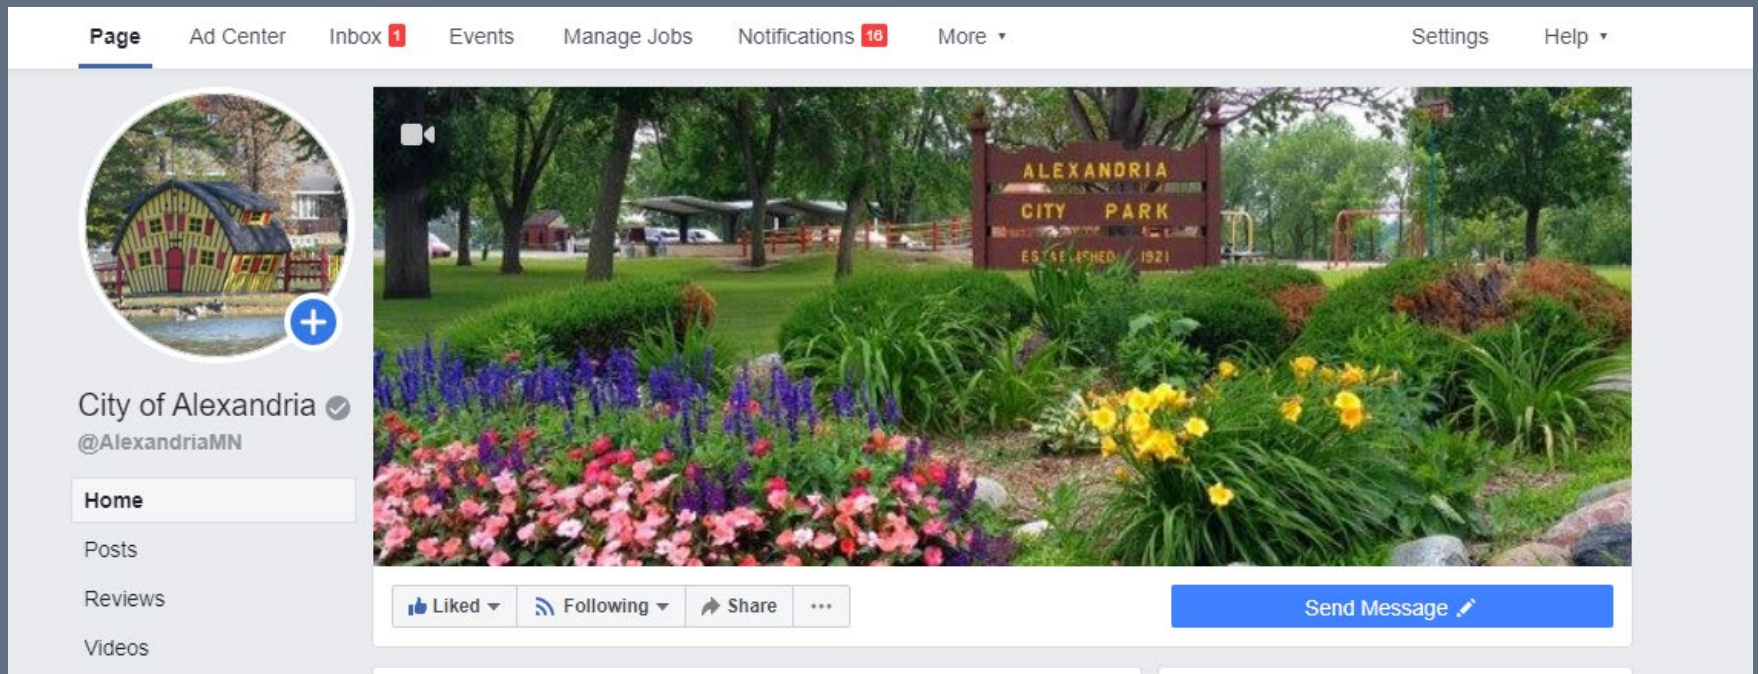 Page Ad Center Inbox 1 Events Manage Jobs Notifications 16 More Settings Help
ALEXANDRIA
CITY PARK
ESTABLISHED 1921
City of Alexandria
@AlexandriaMN
Home
Posts
Reviews
Videos
Liked Following Share ...
Send Message